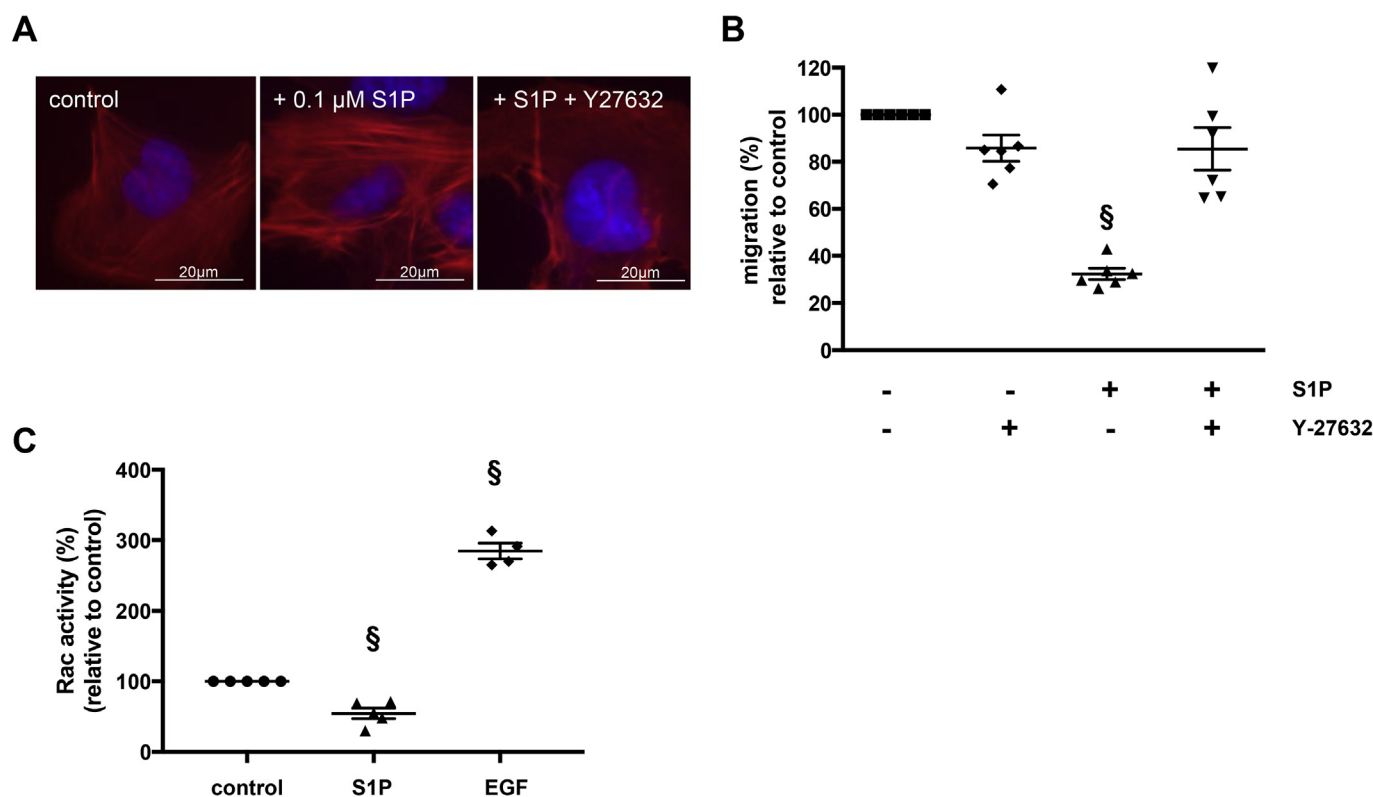 A
control
+ 0.1 µM S1P
+ S1P + Y27632
20µm
20µm
20µm
B
migration (%)
relative to control
120
100
80
60
40
20
0
§
- - + + S1P
- + - + Y-27632
C
Rac activity (%)
(relative to control)
400
300
200
100
0
§
§
control S1P EGF